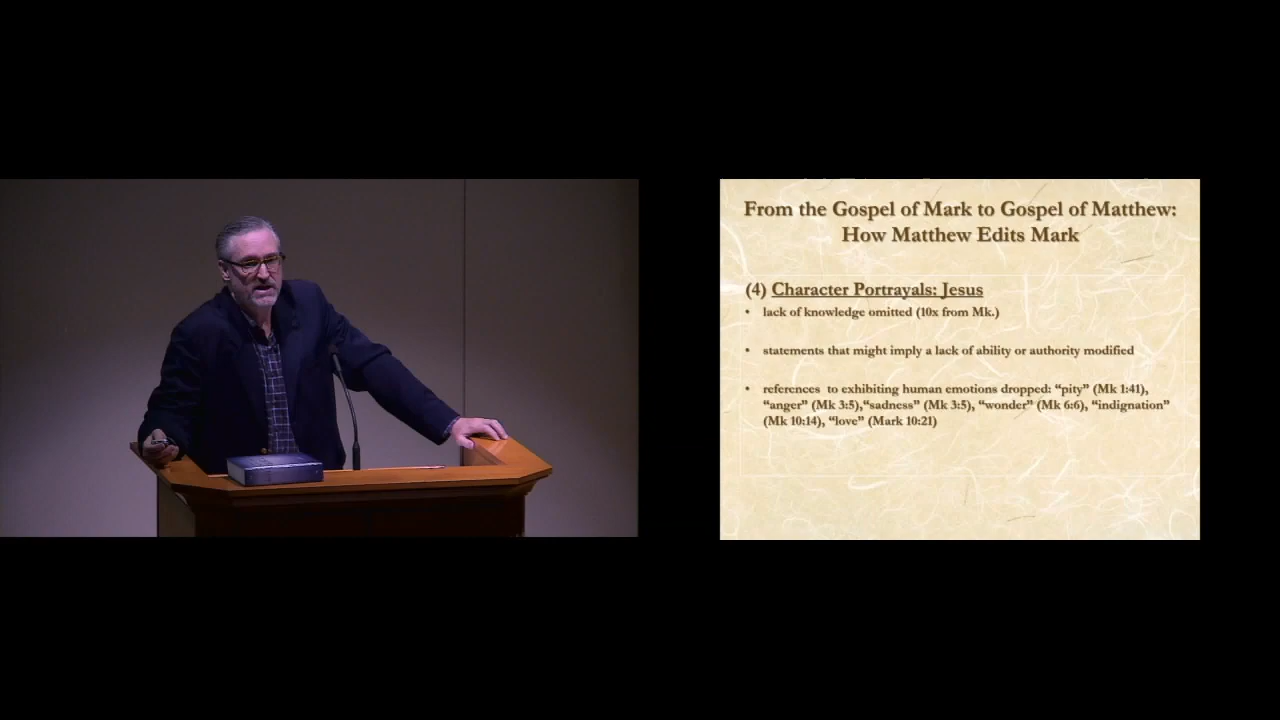 From the Gospel of Mark to Gospel of Matthew:
How Matthew Edits Mark
(4) Character Portrayals: Jesus
• lack of knowledge omitted (10x from Mk.)
• statements that might imply a lack of ability or authority modified
• references to exhibiting human emotions dropped: “pity” (Mk 1:41),
“anger” (Mk 3:5),“sadness” (Mk 3:5), “wonder” (Mk 6:6), “indignation”
(Mk 10:14), “love” (Mark 10:21)